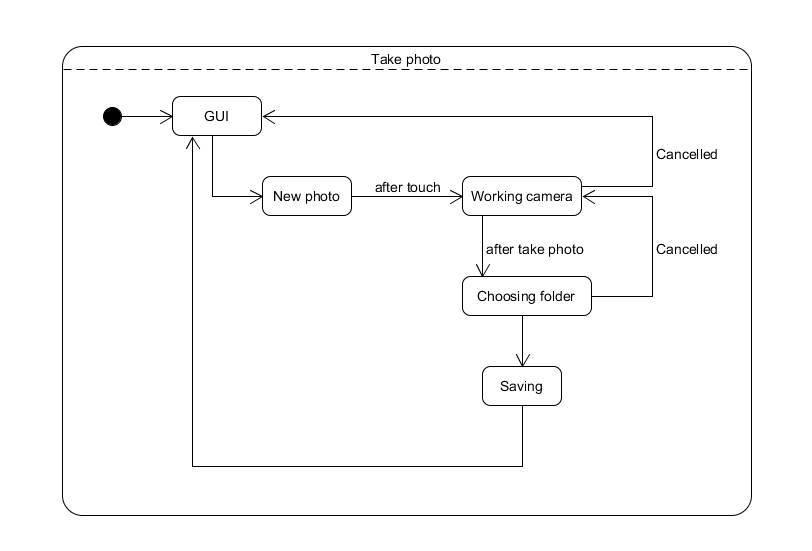 Take photo
GUI
Cancelled
New photo
after touch
Working camera
after take photo
Cancelled
Choosing folder
Saving